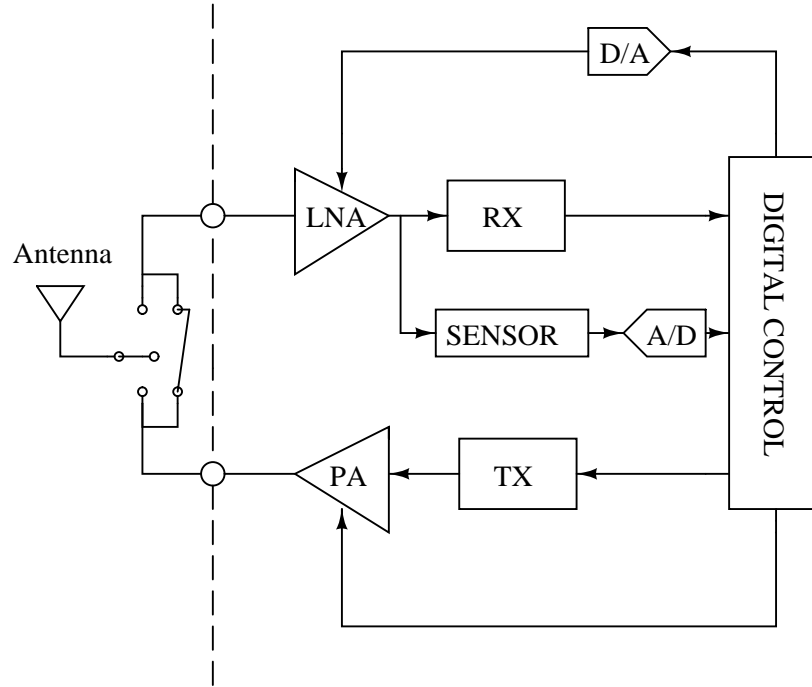 D/A
LNA
RX
Antenna
SENSOR
A/D
DIGITAL CONTROL
PA
TX